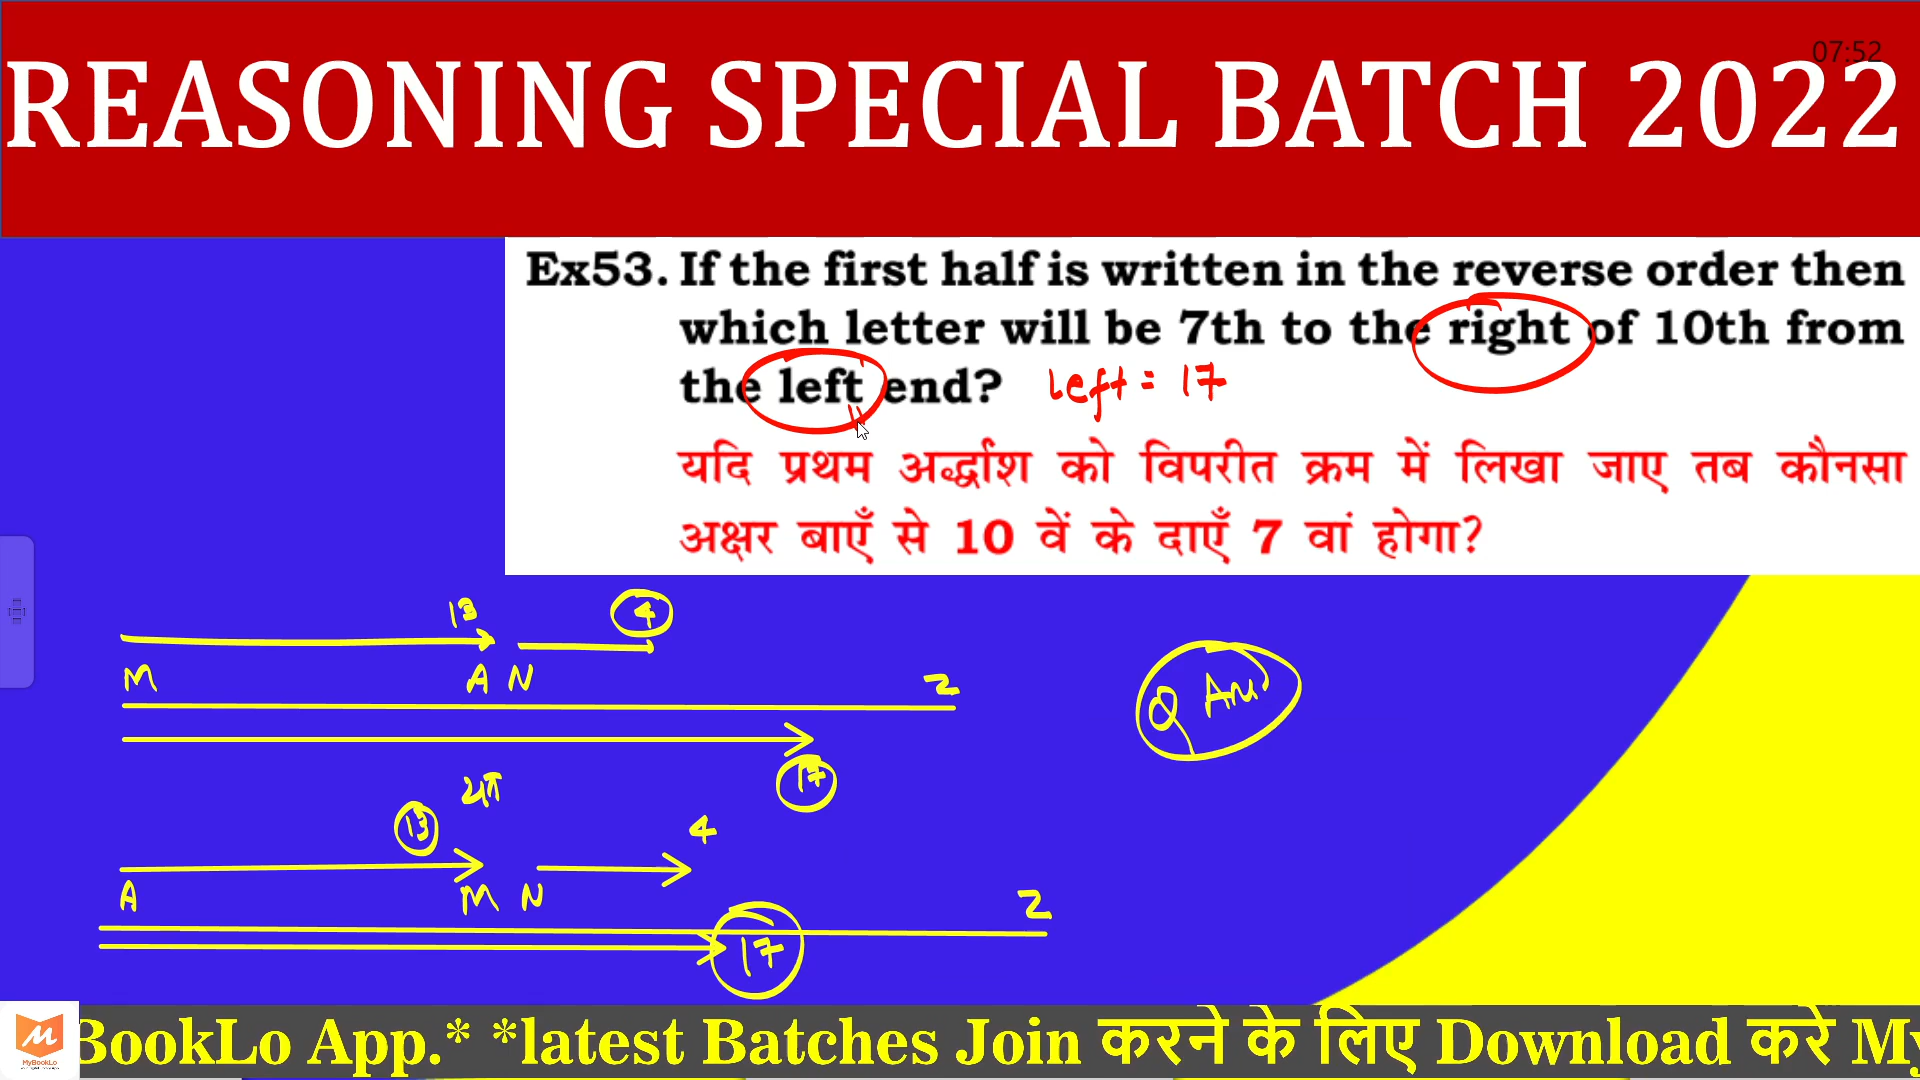 07:52
REASONING SPECIAL BATCH 2022
Ex53. If the first half is written in the reverse order then
which letter will be 7th to the right of 10th from
the left end? left = 17
यदि प्रथम अर्द्धांश को विपरीत क्रम में लिखा जाए तब कौनसा
अक्षर बाएँ से 10 वें के दाएँ 7 वां होगा?
13 4
M A N Z
Q Ans
17
या
13 4
A M N Z
17
BookLo App.* *latest Batches Join करने के लिए Download करे My
M
MyBookLo